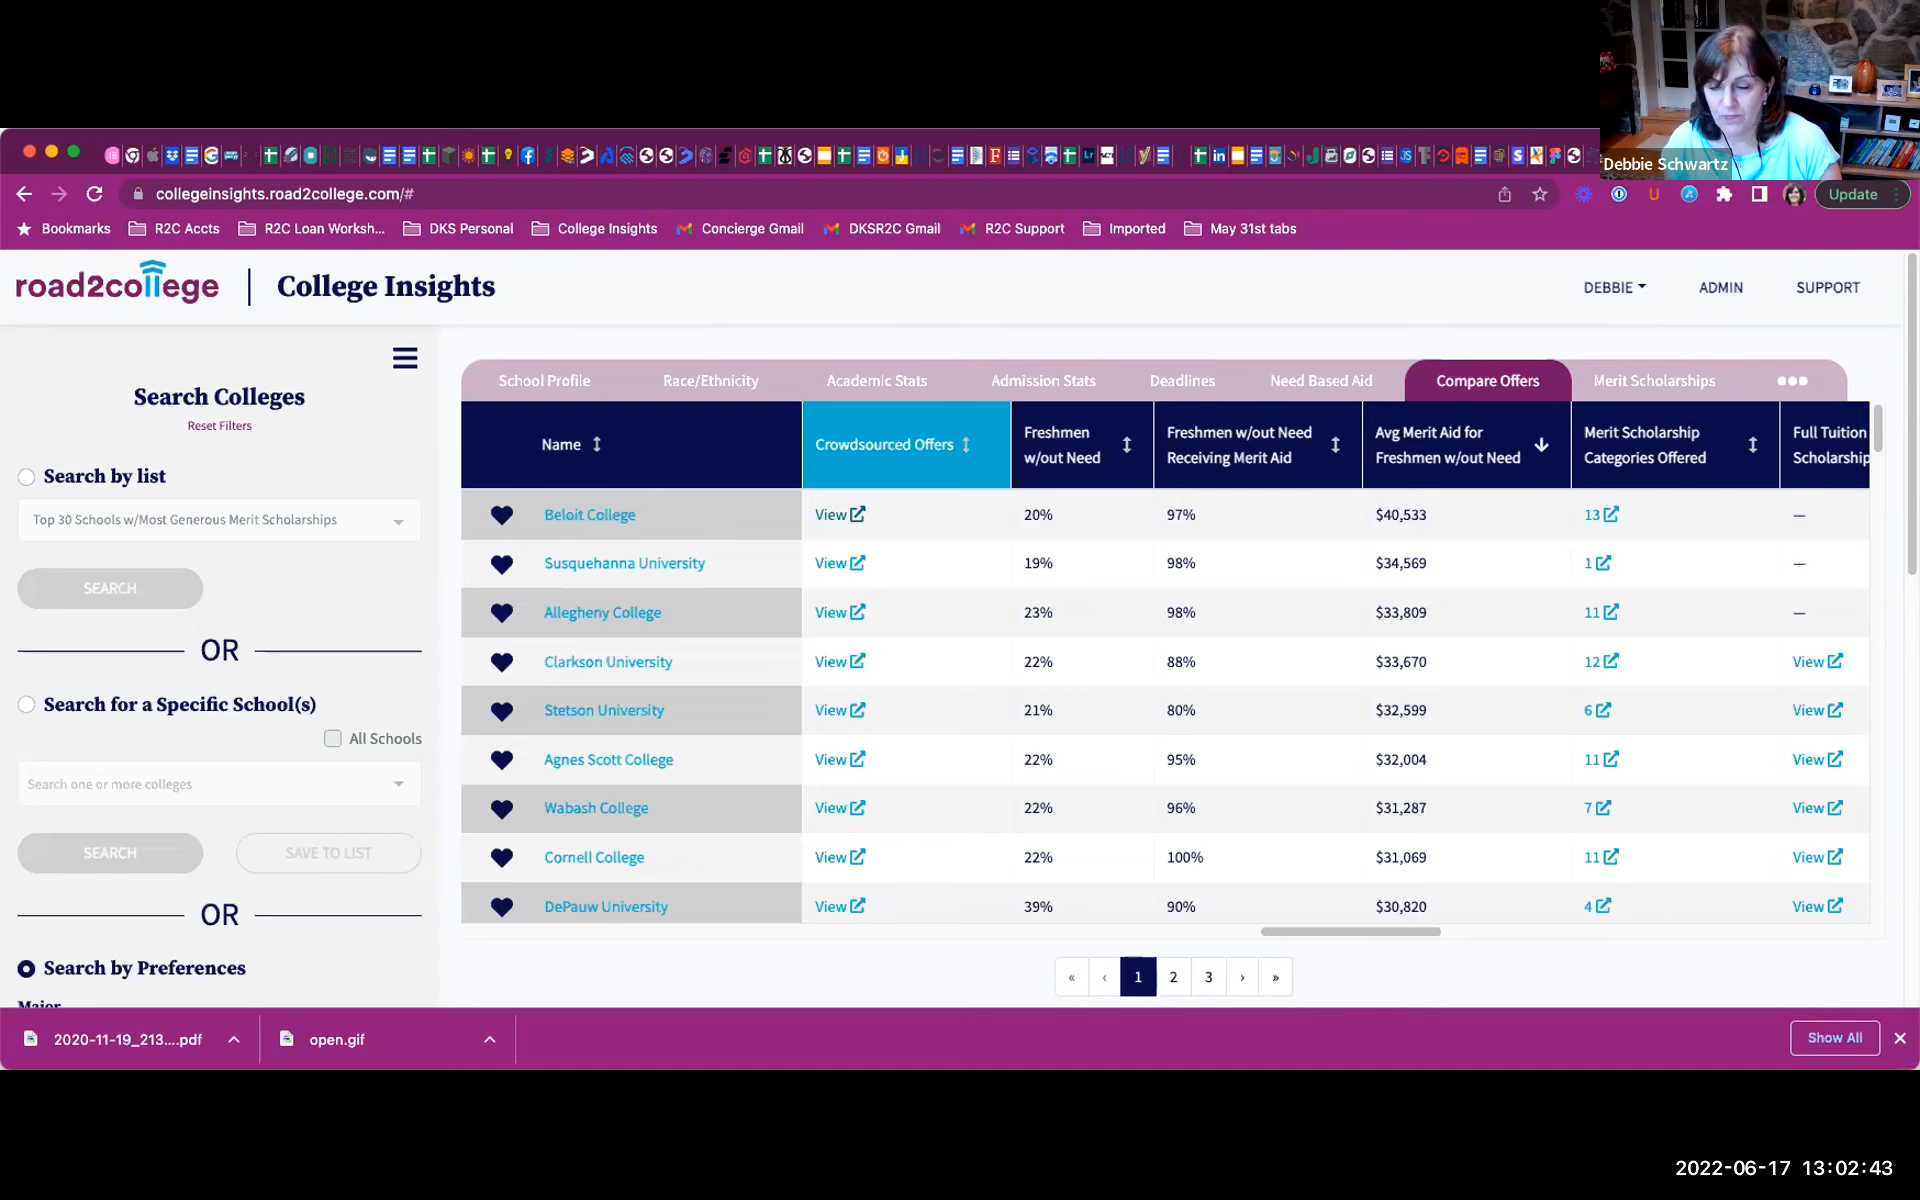 Debbie Schwartz
collegeinsights.road2college.com/#
Update
Bookmarks R2C Accts R2C Loan Worksh... DKS Personal College Insights Concierge Gmail DKSR2C Gmail R2C Support Imported May 31st tabs
road2college College Insights
DEBBIE ADMIN SUPPORT
Search Colleges
Reset Filters
Search by list
Top 30 Schools w/Most Generous Merit Scholarships
SEARCH
OR
Search for a Specific School(s)
All Schools
Search one or more colleges
SEARCH SAVE TO LIST
OR
Search by Preferences
Major
School Profile Race/Ethnicity Academic Stats Admission Stats Deadlines Need Based Aid Compare Offers Merit Scholarships
Name
Crowdsourced Offers
Freshmen
w/out Need
Freshmen w/out Need
Receiving Merit Aid
Avg Merit Aid for
Freshmen w/out Need
Merit Scholarship
Categories Offered
Full Tuition
Scholarship
Beloit College View 20% 97% $40,533 13 —
Susquehanna University View 19% 98% $34,569 1 —
Allegheny College View 23% 98% $33,809 11 —
Clarkson University View 22% 88% $33,670 12 View
Stetson University View 21% 80% $32,599 6 View
Agnes Scott College View 22% 95% $32,004 11 View
Wabash College View 22% 96% $31,287 7 View
Cornell College View 22% 100% $31,069 11 View
DePauw University View 39% 90% $30,820 4 View
« ‹ 1 2 3 › »
2020-11-19_213....pdf open.gif Show All
2022-06-17 13:02:43